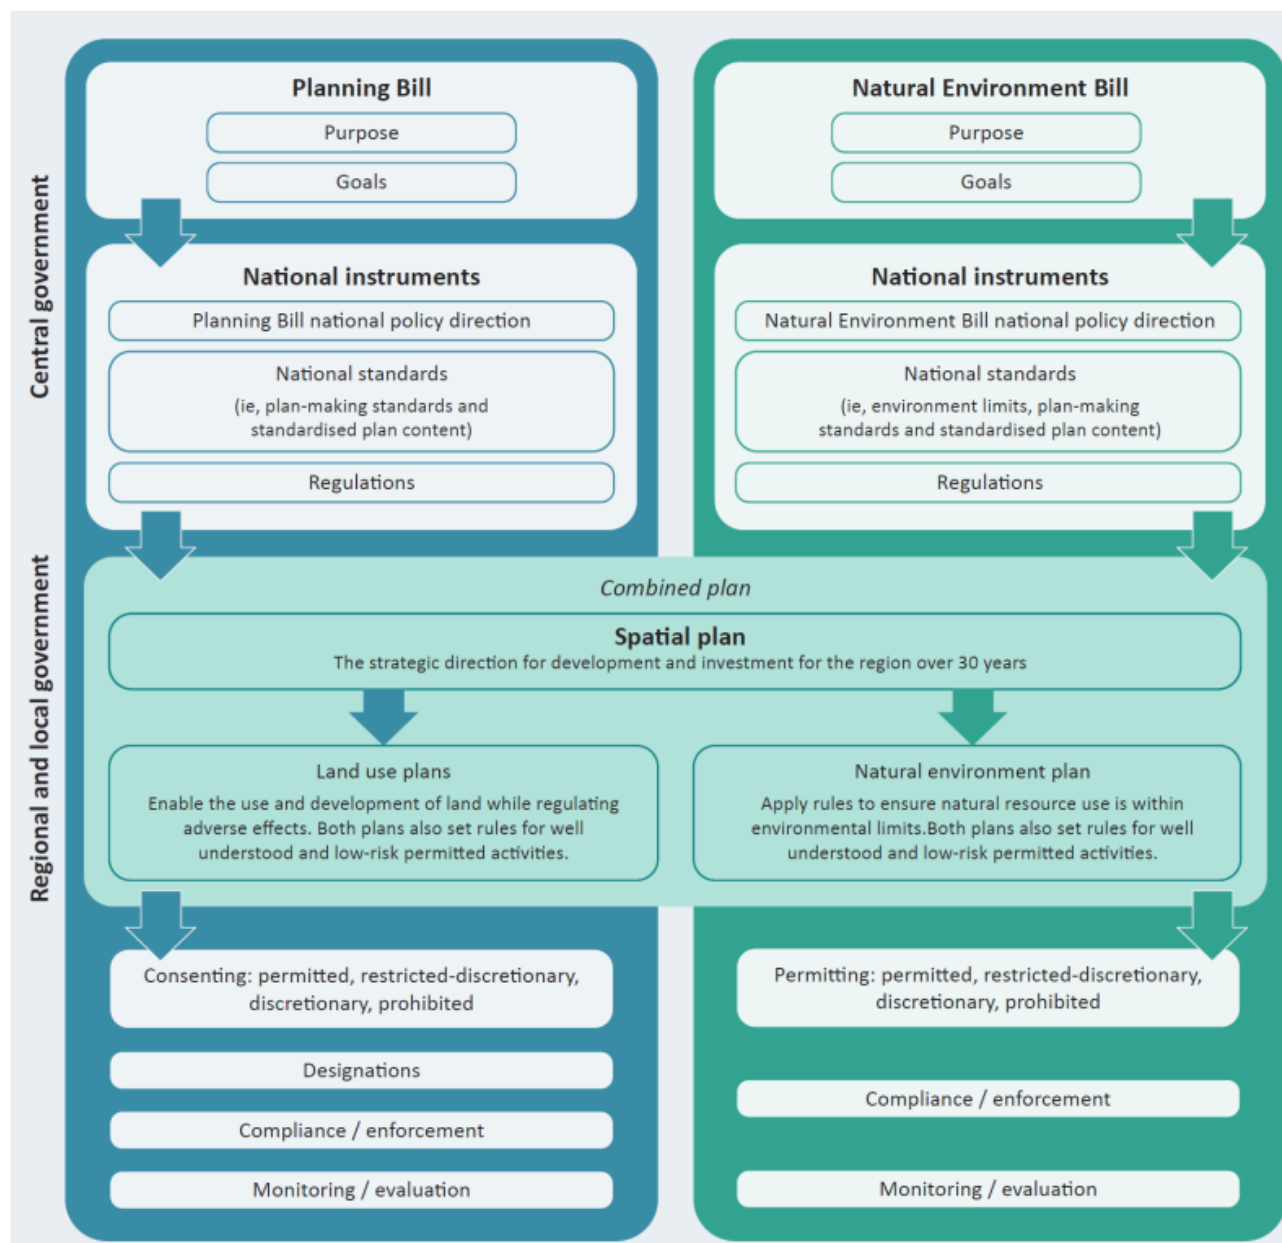 Central government
Planning Bill
Purpose
Goals
National instruments
Planning Bill national policy direction
National standards
(ie, plan-making standards and
standardised plan content)
Regulations
Natural Environment Bill
Purpose
Goals
National instruments
Natural Environment Bill national policy direction
National standards
(ie, environment limits, plan-making
standards and standardised plan content)
Regulations
Regional and local government
Combined plan
Spatial plan
The strategic direction for development and investment for the region over 30 years
Land use plans
Enable the use and development of land while regulating
adverse effects. Both plans also set rules for well
understood and low-risk permitted activities.
Natural environment plan
Apply rules to ensure natural resource use is within
environmental limits.Both plans also set rules for well
understood and low-risk permitted activities.
Consenting: permitted, restricted-discretionary,
discretionary, prohibited
Designations
Compliance / enforcement
Monitoring / evaluation
Permitting: permitted, restricted-discretionary,
discretionary, prohibited
Compliance / enforcement
Monitoring / evaluation